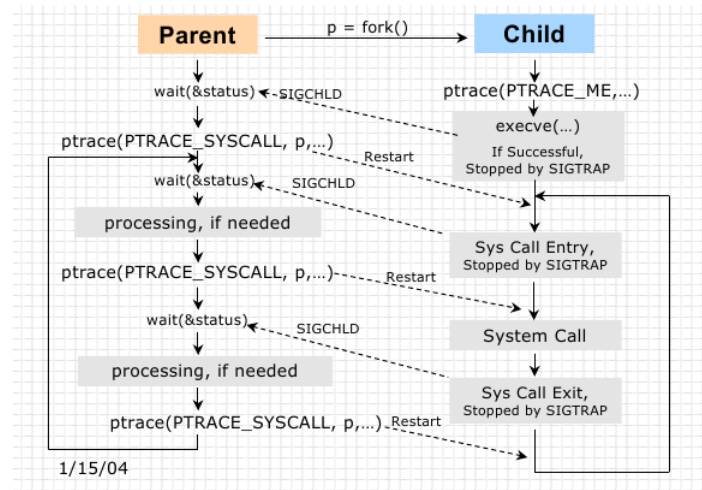 Parent
p = fork()
Child
wait(&status)
SIGCHLD
ptrace(PTRACE_ME,...)
execve(...)
If Successful,
Stopped by SIGTRAP
ptrace(PTRACE_SYSCALL, p,...)
Restart
wait(&status)
SIGCHLD
processing, if needed
Sys Call Entry,
Stopped by SIGTRAP
ptrace(PTRACE_SYSCALL, p,...)
Restart
wait(&status)
SIGCHLD
System Call
processing, if needed
Sys Call Exit,
Stopped by SIGTRAP
ptrace(PTRACE_SYSCALL, p,...)
Restart
1/15/04